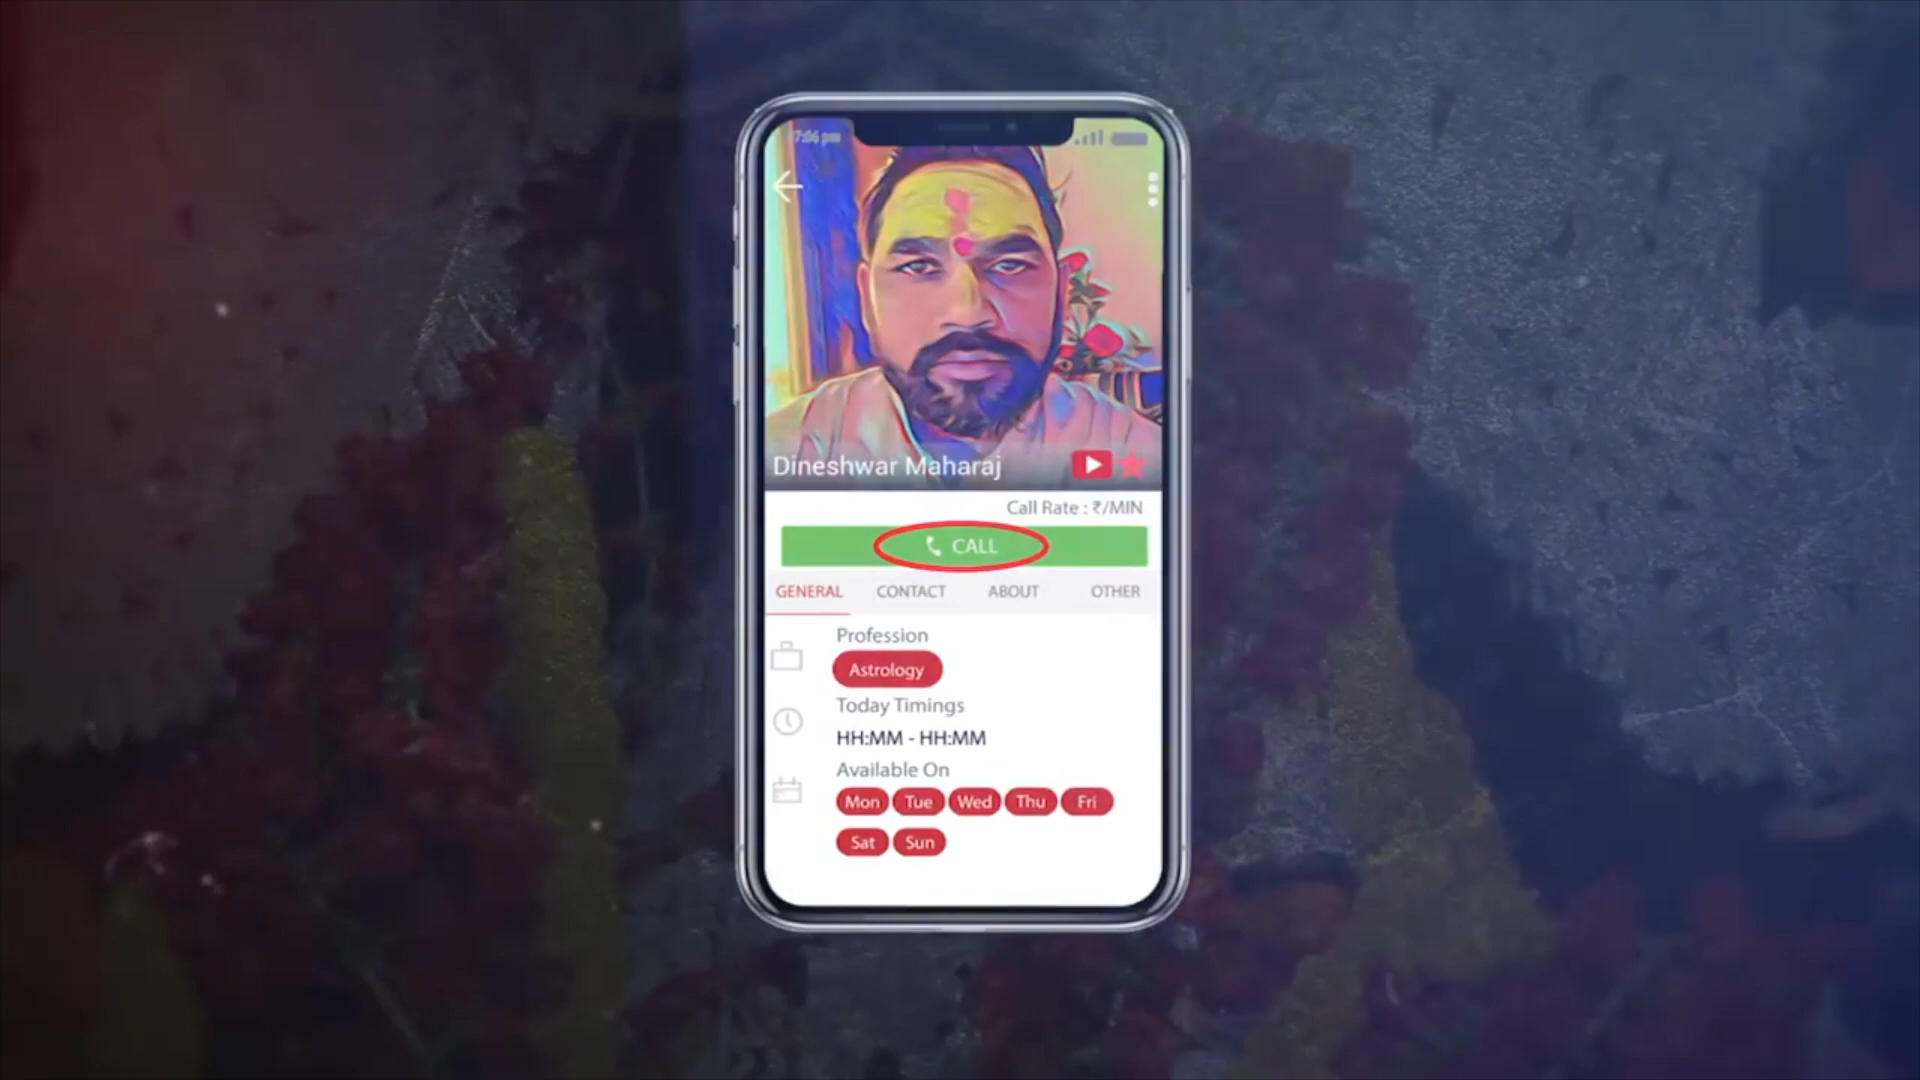 7:06 pm
Dineshwar Maharaj
Call Rate : ₹/MIN
CALL
GENERAL CONTACT ABOUT OTHER
Profession
Astrology
Today Timings
HH:MM - HH:MM
Available On
Mon Tue Wed Thu Fri
Sat Sun